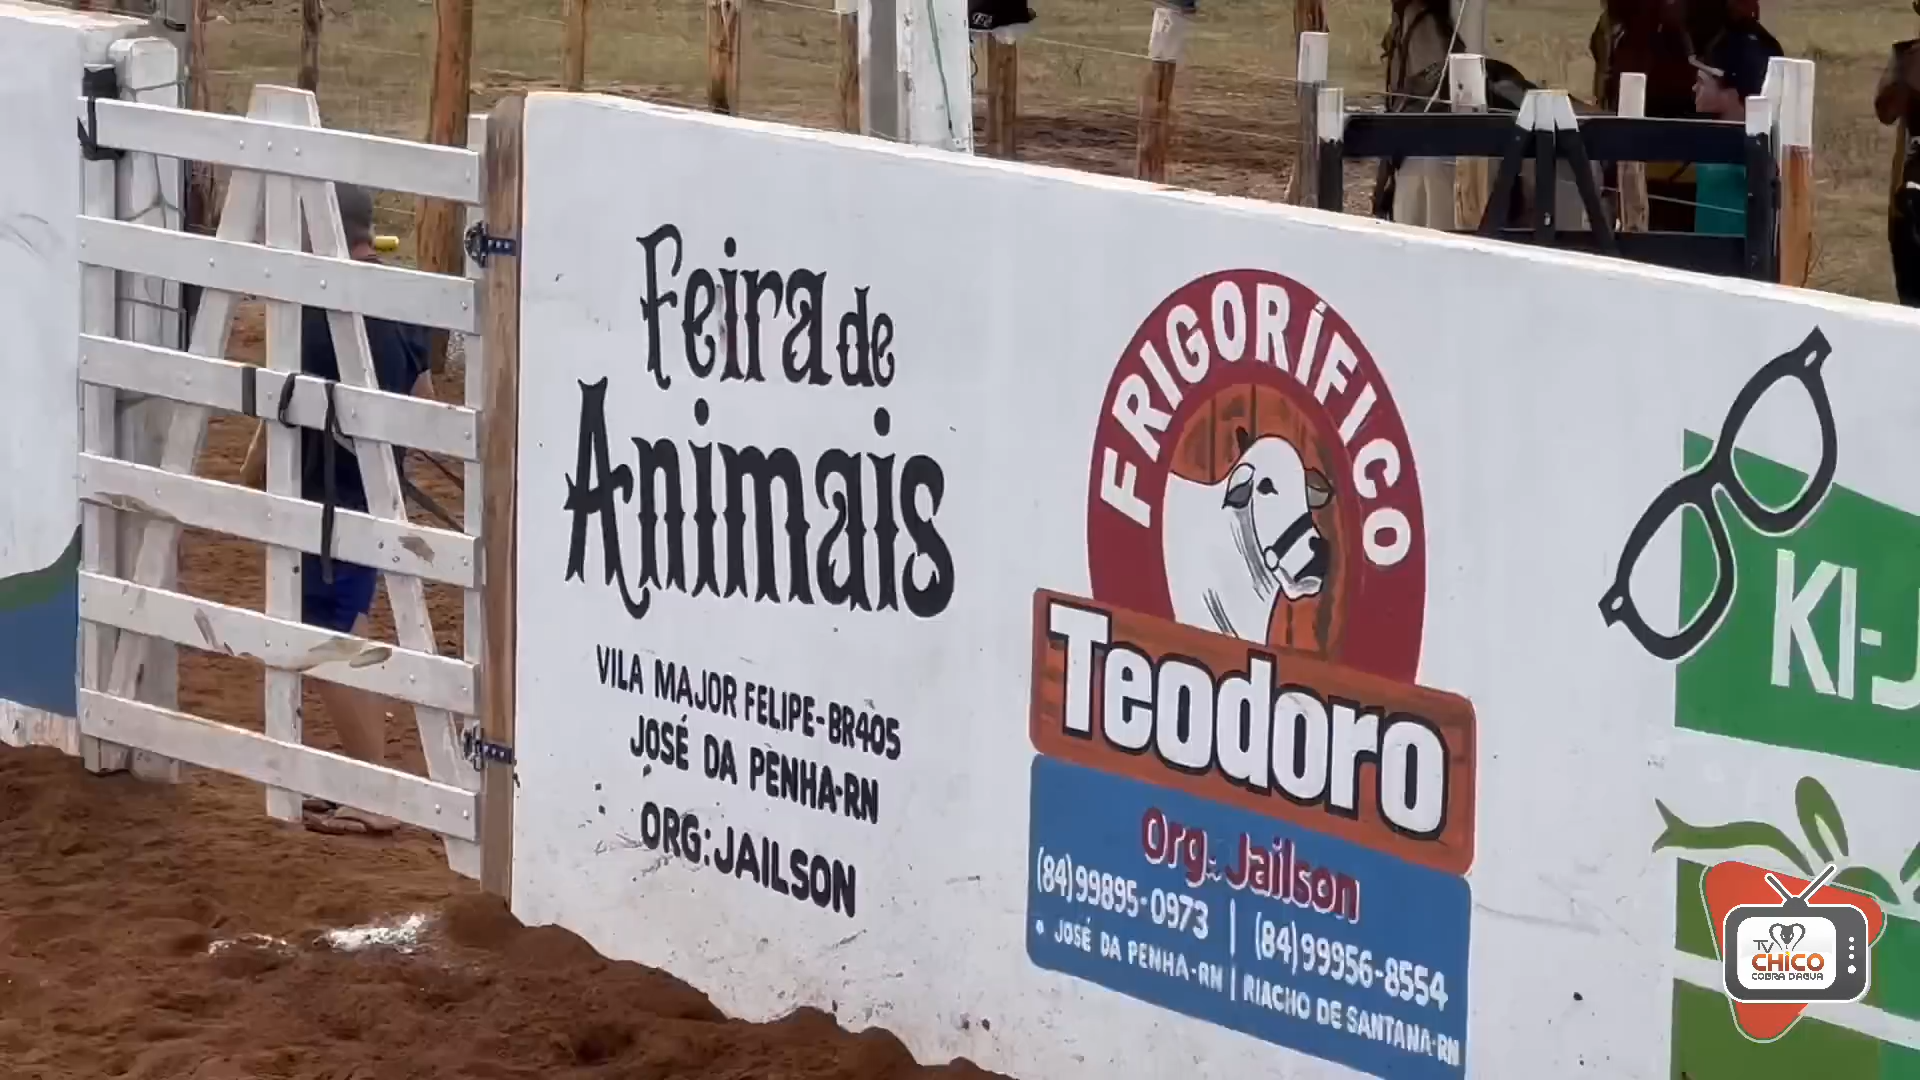 Feira de
Animais
VILA MAJOR FELIPE-BR405
JOSÉ DA PENHA-RN
ORG: JAILSON
FRIGORÍFICO
Teodoro
Org: Jailson
(84)99895-0973 | (84)99956-8554
• JOSÉ DA PENHA-RN | RIACHO DE SANTANA-RN
KI-J
TV
CHICO
COBRA D'AGUA